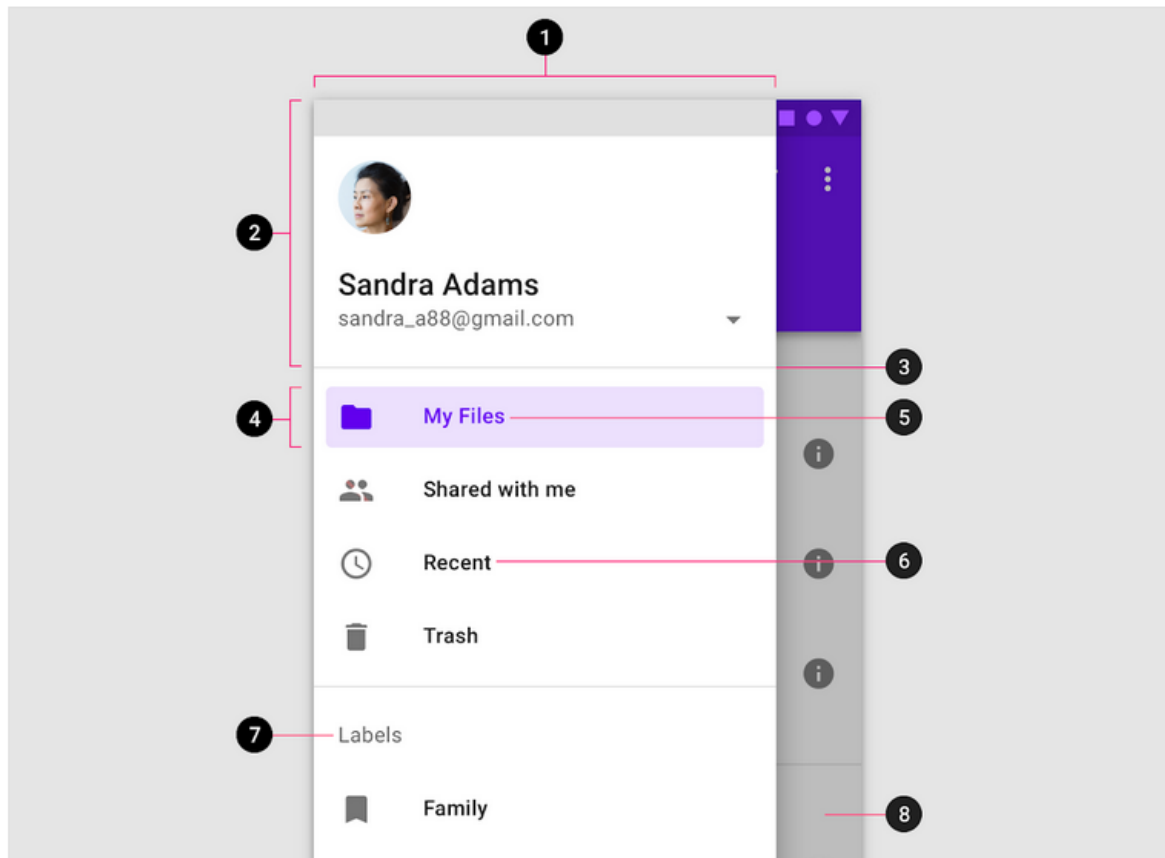 1
2
Sandra Adams
sandra_a88@gmail.com
3
4
My Files
5
Shared with me
Recent
6
Trash
7
Labels
Family
8